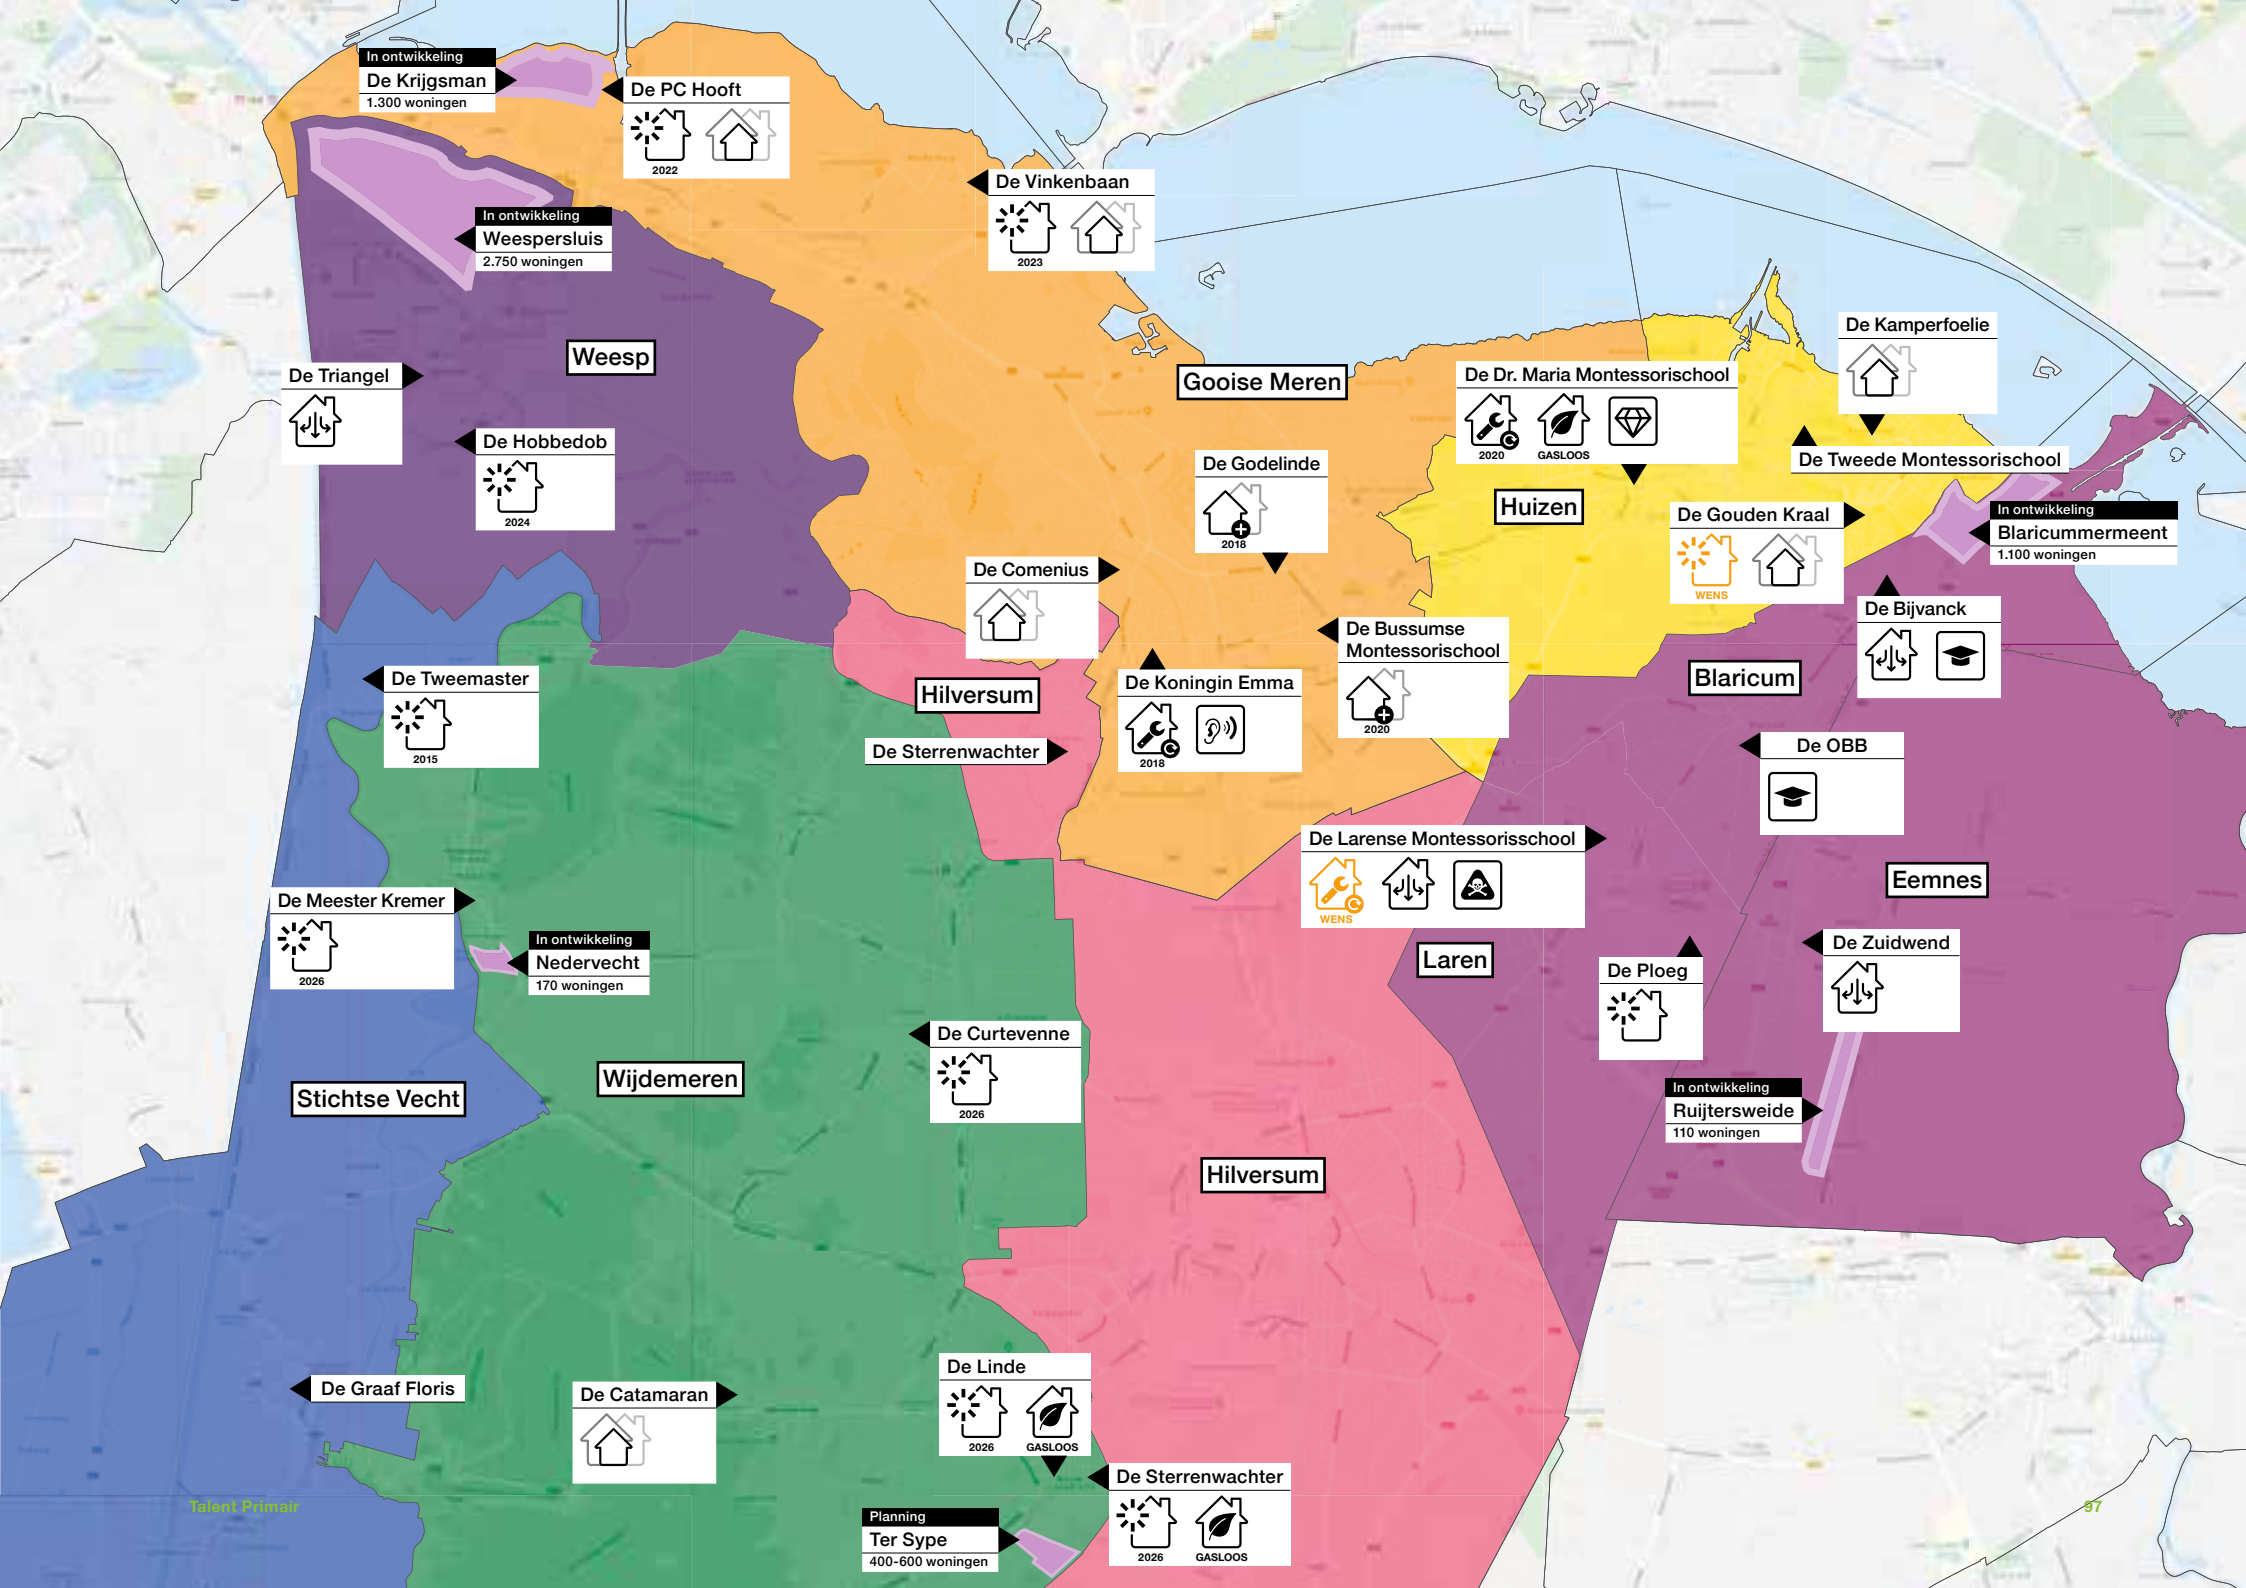 In ontwikkeling
De Krijgsman
1.300 woningen
De PC Hooft
2022
De Vinkenbaan
2023
In ontwikkeling
Weespersluis
2.750 woningen
Weesp
De Triangel
De Hobbedob
2024
Gooise Meren
De Kamperfoelie
De Dr. Maria Montessorischool
2020
GASLOOS
De Tweede Montessorischool
De Godelinde
2018
Huizen
De Gouden Kraal
WENS
In ontwikkeling
Blaricummermeent
1.100 woningen
De Comenius
De Bijvanck
De Bussumse
Montessorischool
2020
De Tweemaster
2015
Hilversum
De Koningin Emma
2018
Blaricum
De Sterrenwachter
De OBB
De Larense Montessorisschool
WENS
Eemnes
De Meester Kremer
2026
In ontwikkeling
Nedervecht
170 woningen
Laren
De Ploeg
De Zuidwend
De Curtevenne
2026
Stichtse Vecht
Wijdemeren
In ontwikkeling
Ruijtersweide
110 woningen
Hilversum
De Graaf Floris
De Catamaran
De Linde
2026
GASLOOS
De Sterrenwachter
2026
GASLOOS
Planning
Ter Sype
400-600 woningen
Talent Primair
97